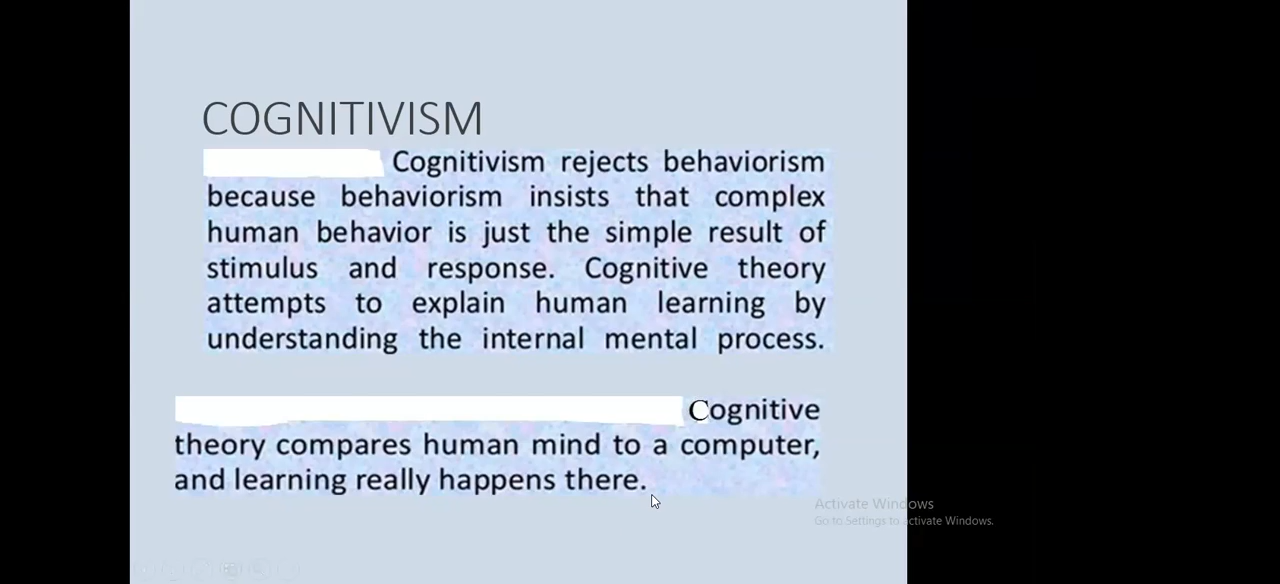 COGNITIVISM
Cognitivism rejects behaviorism
because behaviorism insists that complex
human behavior is just the simple result of
stimulus and response. Cognitive theory
attempts to explain human learning by
understanding the internal mental process.
Cognitive
theory compares human mind to a computer,
and learning really happens there.
Activate Windows
Go to Settings to activate Windows.